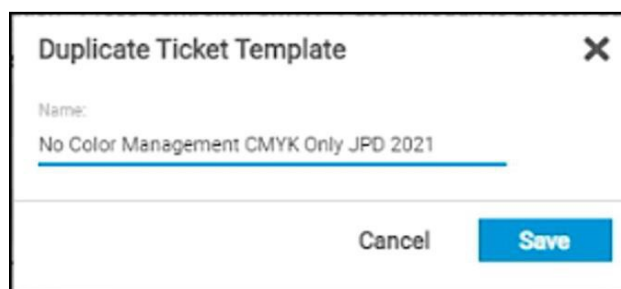 Duplicate Ticket Template
Name:
No Color Management CMYK Only JPD 2021
Cancel
Save